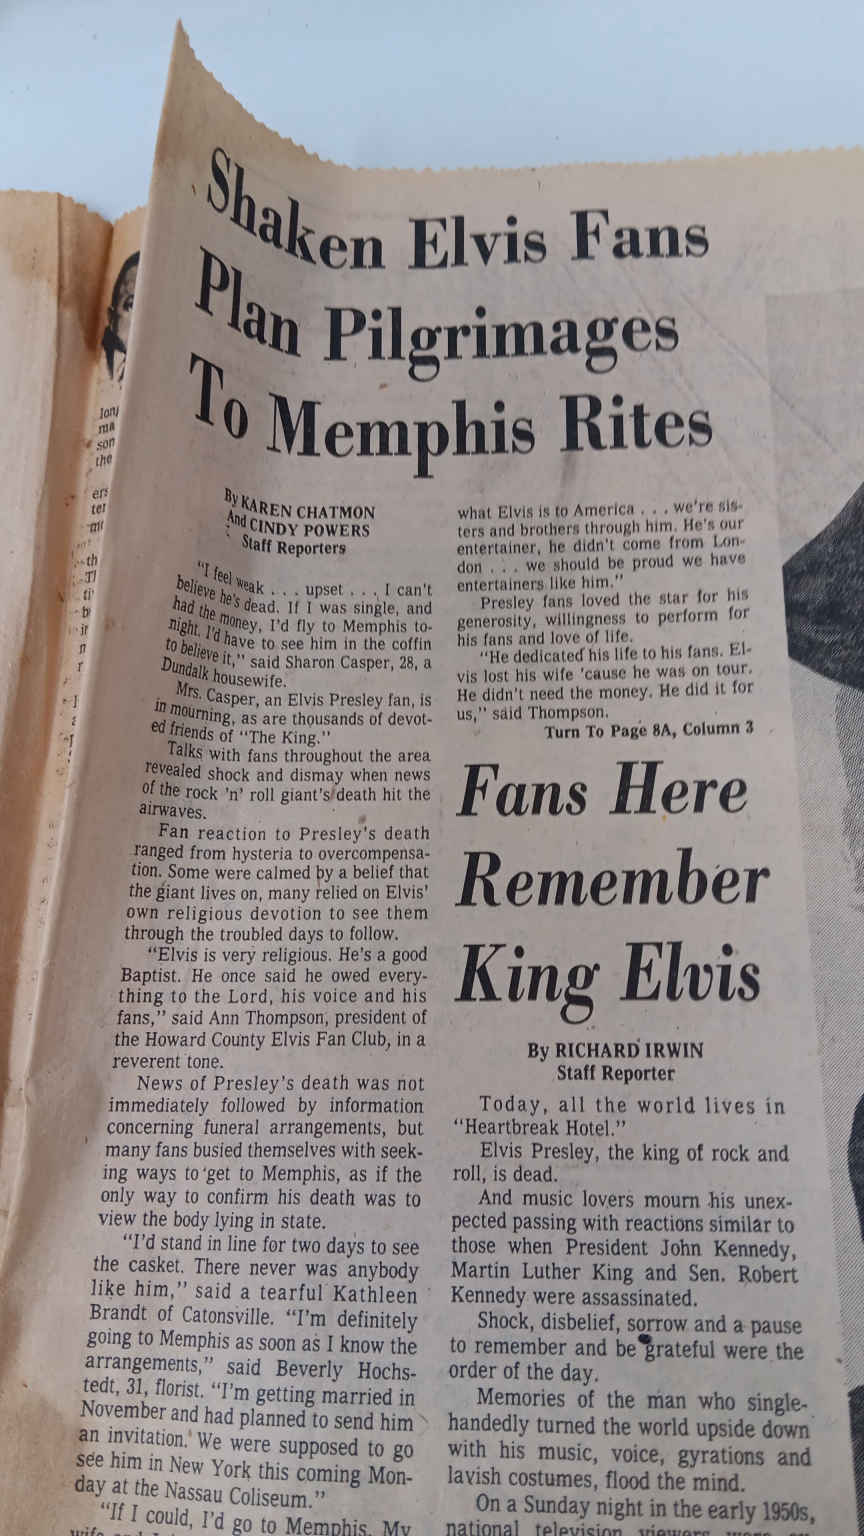 Shaken Elvis Fans
Plan Pilgrimages
To Memphis Rites
By KAREN CHATMON
And CINDY POWERS
Staff Reporters
"I feel weak . . . upset . . . I can't
believe he's dead. If I was single, and
had the money, I'd fly to Memphis to-
night. I'd have to see him in the coffin
to believe it," said Sharon Casper, 28, a
Dundalk housewife.
Mrs. Casper, an Elvis Presley fan, is
in mourning, as are thousands of devot-
ed friends of "The King."
Talks with fans throughout the area
revealed shock and dismay when news
of the rock 'n' roll giant's death hit the
airwaves.
Fan reaction to Presley's death
ranged from hysteria to overcompensa-
tion. Some were calmed by a belief that
the giant lives on, many relied on Elvis'
own religious devotion to see them
through the troubled days to follow.
"Elvis is very religious. He's a good
Baptist. He once said he owed every-
thing to the Lord, his voice and his
fans," said Ann Thompson, president of
the Howard County Elvis Fan Club, in a
reverent tone.
News of Presley's death was not
immediately followed by information
concerning funeral arrangements, but
many fans busied themselves with seek-
ing ways to get to Memphis, as if the
only way to confirm his death was to
view the body lying in state.
"I'd stand in line for two days to see
the casket. There never was anybody
like him," said a tearful Kathleen
Brandt of Catonsville. "I'm definitely
going to Memphis as soon as I know the
arrangements," said Beverly Hochs-
tedt, 31, florist. "I'm getting married in
November and had planned to send him
an invitation. We were supposed to go
see him in New York this coming Mon-
day at the Nassau Coliseum."
"If I could, I'd go to Memphis. My
what Elvis is to America . . . we're sis-
ters and brothers through him. He's our
entertainer, he didn't come from Lon-
don . . . we should be proud we have
entertainers like him."
Presley fans loved the star for his
generosity, willingness to perform for
his fans and love of life.
"He dedicated his life to his fans. El-
vis lost his wife 'cause he was on tour.
He didn't need the money. He did it for
us," said Thompson.
Turn To Page 8A, Column 3
Fans Here
Remember
King Elvis
By RICHARD IRWIN
Staff Reporter
Today, all the world lives in
"Heartbreak Hotel."
Elvis Presley, the king of rock and
roll, is dead.
And music lovers mourn his unex-
pected passing with reactions similar to
those when President John Kennedy,
Martin Luther King and Sen. Robert
Kennedy were assassinated.
Shock, disbelief, sorrow and a pause
to remember and be grateful were the
order of the day.
Memories of the man who single-
handedly turned the world upside down
with his music, voice, gyrations and
lavish costumes, flood the mind.
On a Sunday night in the early 1950s,
national television viewers